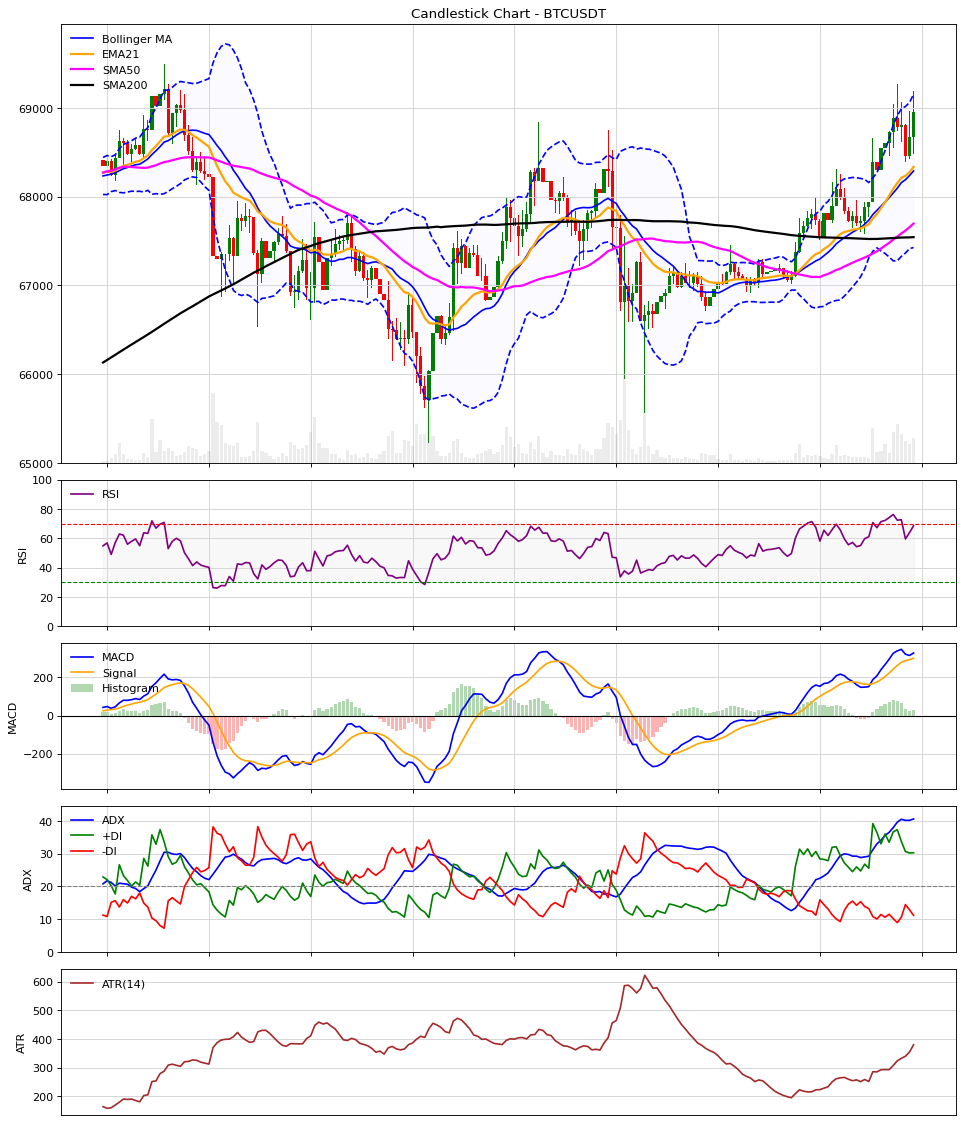 Candlestick Chart - BTCUSDT
Bollinger MA
EMA21
SMA50
SMA200
69000
68000
67000
66000
65000
RSI
RSI
100
80
60
40
20
0
MACD
Signal
Histogram
MACD
200
0
−200
ADX
+DI
-DI
ADX
40
30
20
10
0
ATR(14)
ATR
600
500
400
300
200